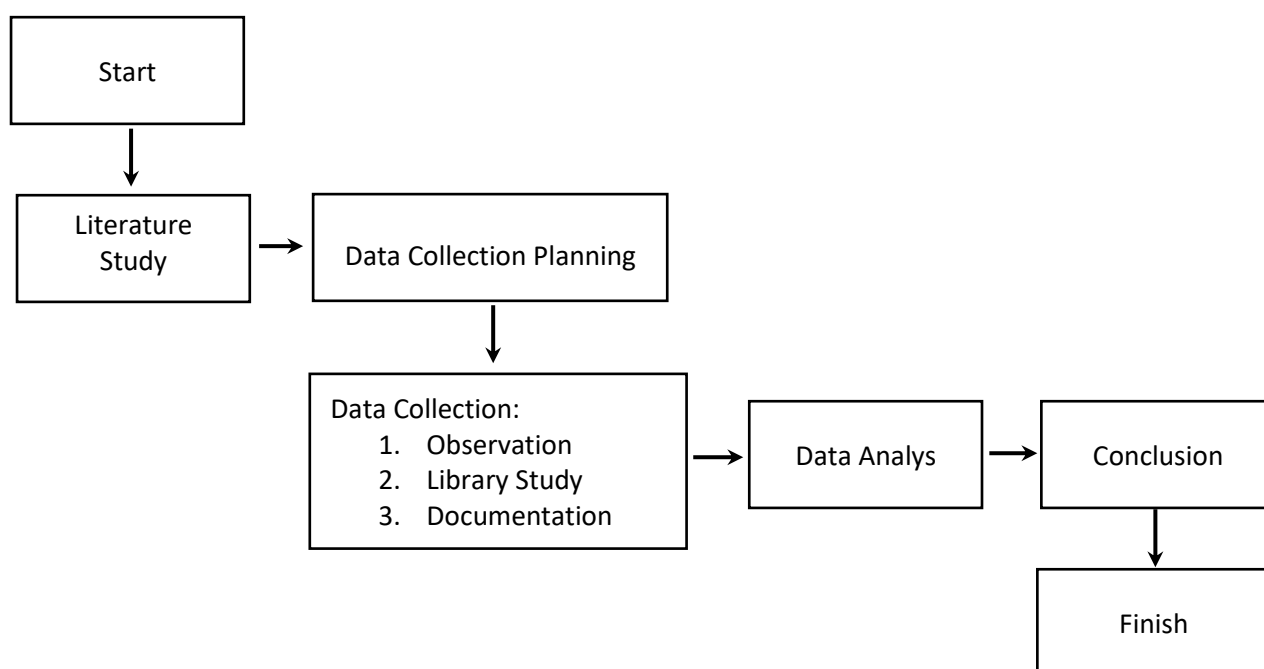 Start
Literature
Study
Data Collection Planning
Data Collection:
1. Observation
2. Library Study
3. Documentation
Data Analys
Conclusion
Finish